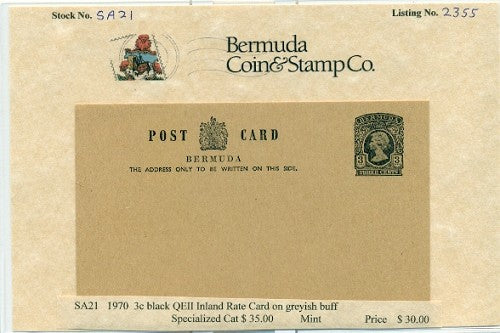 Stock No. SA21 Listing No. 2355
Bermuda
Coin&Stamp Co.
POST CARD
BERMUDA
THE ADDRESS ONLY TO BE WRITTEN ON THIS SIDE.
BERMUDA
3 3
THREE CENTS
SA21 1970 3c black QEII Inland Rate Card on greyish buff
Specialized Cat $ 35.00 Mint Price $ 30.00